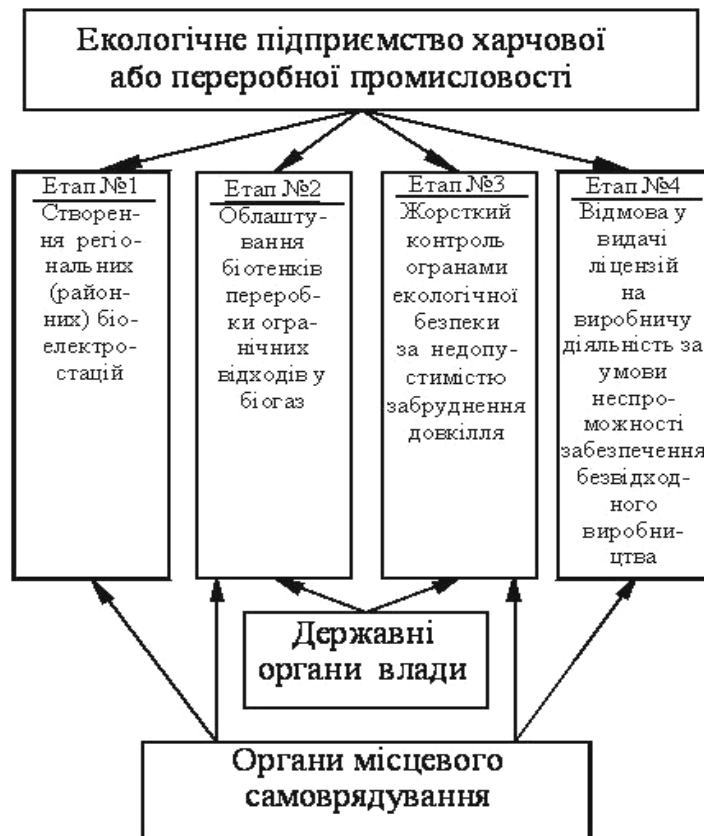 Екологічне підприємство харчової
або переробної промисловості
Етап №1
Створен-
ня регіо-
нальних
(район-
них) біо-
електро-
стацій
Етап №2
Облашту-
вання
біотенків
перероб-
ки огра-
нічних
відходів у
біогаз
Етап №3
Жорсткий
контроль
огранами
екологічної
безпеки
за недопу-
стимістю
забруднення
довкілля
Етап №4
Відмова у
видачі
ліцензій
на
виробничу
діяльність за
умови
неспро-
можності
забезпечення
безвідход-
ного
виробни-
цтва
Державні
органи влади
Органи місцевого
самоврядування